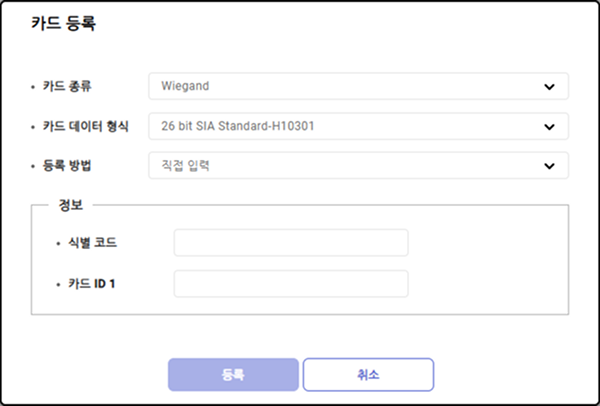 카드 등록
• 카드 종류 Wiegand
• 카드 데이터 형식 26 bit SIA Standard-H10301
• 등록 방법 직접 입력
정보
• 식별 코드
• 카드 ID 1
등록 취소